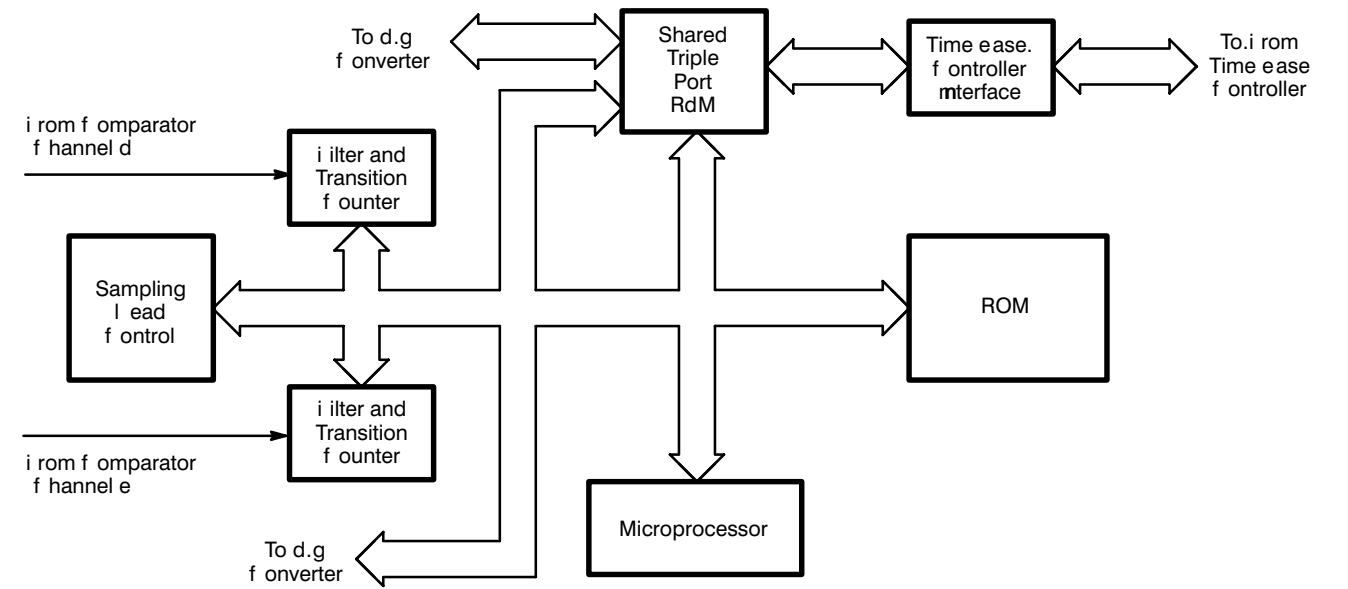 To d.g
f onverter
Shared
Triple
Port
RdM
Time ease.
f ontroller
mnterface
To.i rom
Time ease
f ontroller
i rom f omparator
f hannel d
i ilter and
Transition
f ounter
Sampling
l ead
f ontrol
ROM
i ilter and
Transition
f ounter
i rom f omparator
f hannel e
Microprocessor
To d.g
f onverter